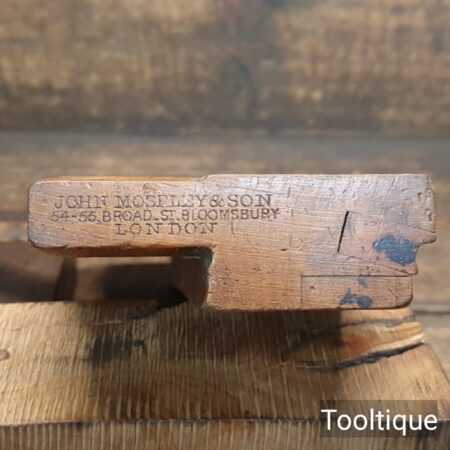 JOHN MOSELEY & SON
54-55, BROAD. ST. BLOOMSBURY
LONDON
Tooltique